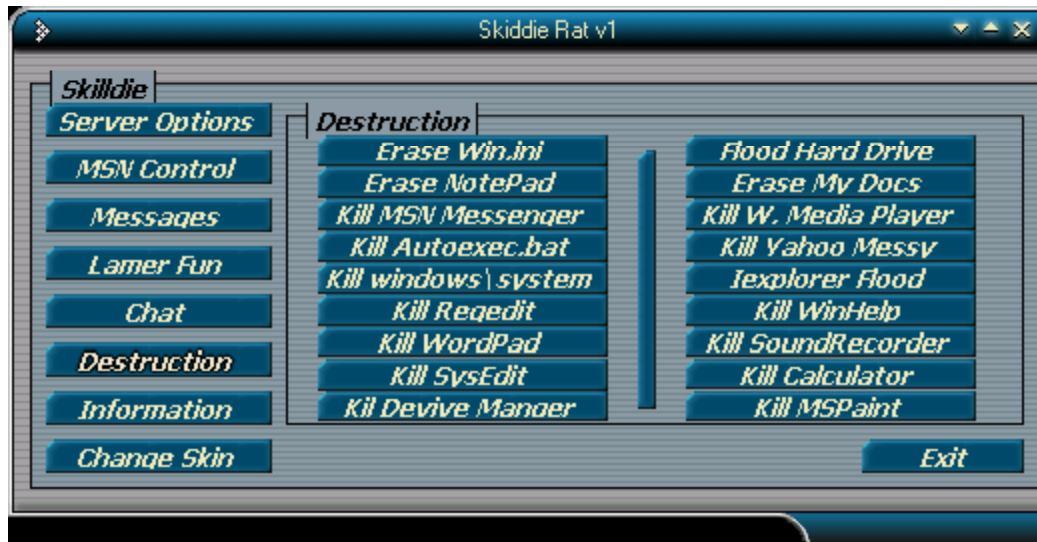 Skiddie Rat v1
Skilldie
Server Options
MSN Control
Messages
Lamer Fun
Chat
Destruction
Information
Change Skin
Destruction
Erase Win.ini
Erase NotePad
Kill MSN Messenger
Kill Autoexec.bat
Kill windows\system
Kill Regedit
Kill WordPad
Kill SysEdit
Kil Devive Manger
Flood Hard Drive
Erase My Docs
Kill W. Media Player
Kill Yahoo Messy
Iexplorer Flood
Kill WinHelp
Kill SoundRecorder
Kill Calculator
Kill MSPaint
Exit